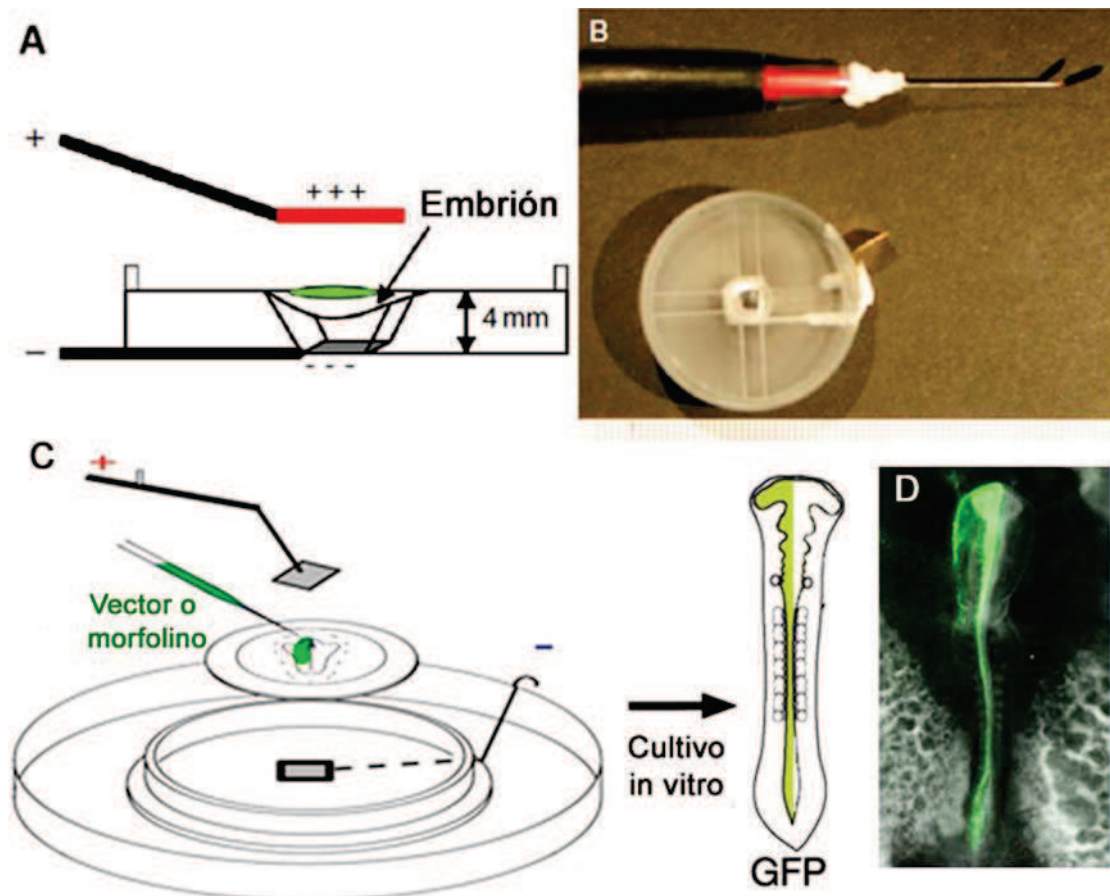 A
+
+ + +
Embrión
4 mm
−
- - -
B
C
+
Vector o
morfolino
−
Cultivo
in vitro
GFP
D